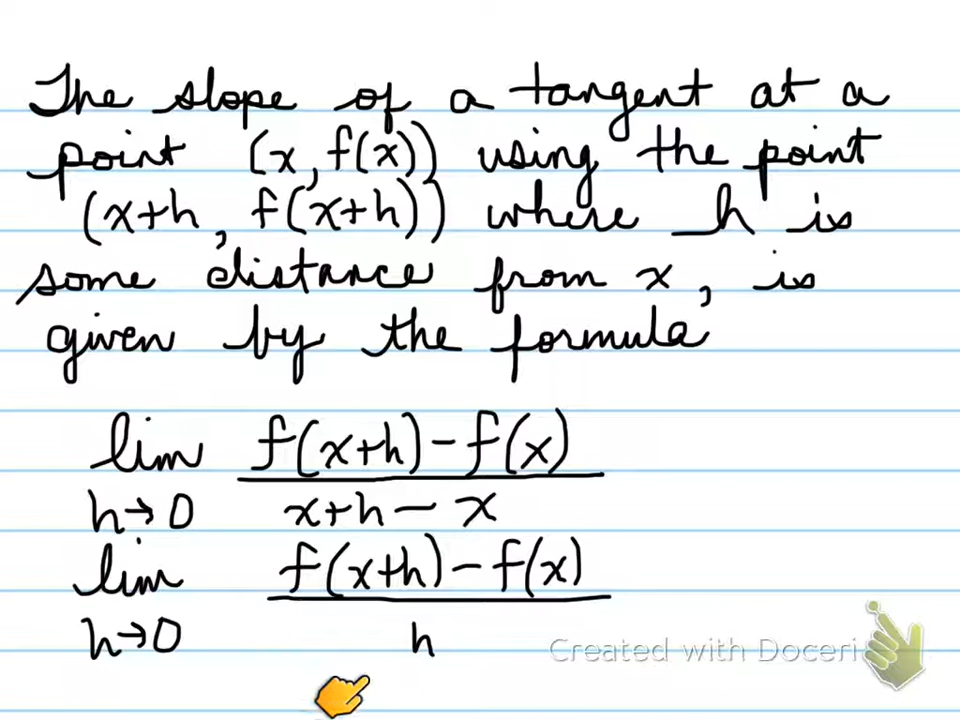 The slope of a tangent at a
point (x, f(x)) using the point
(x+h, f(x+h)) where h is
some distance from x, is
given by the formula
lim f(x+h) - f(x)
h→0 x+h - x
lim f(x+h) - f(x)
h→0 h
Created with Doceri